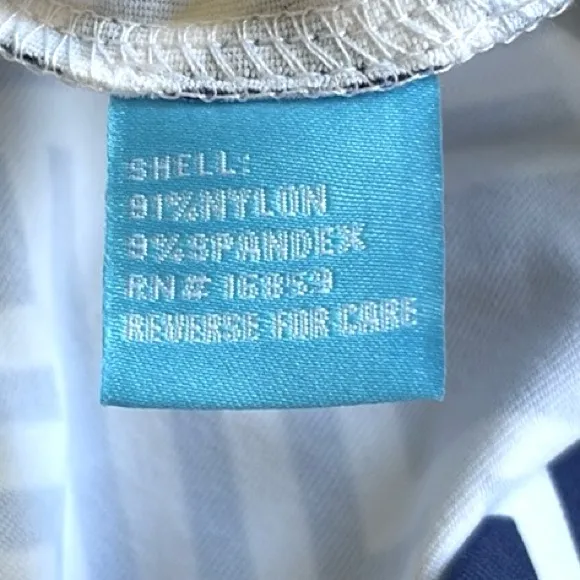 SHELL:
91%NYLON
9%SPANDEX
RN# 16859
REVERSE FOR CARE